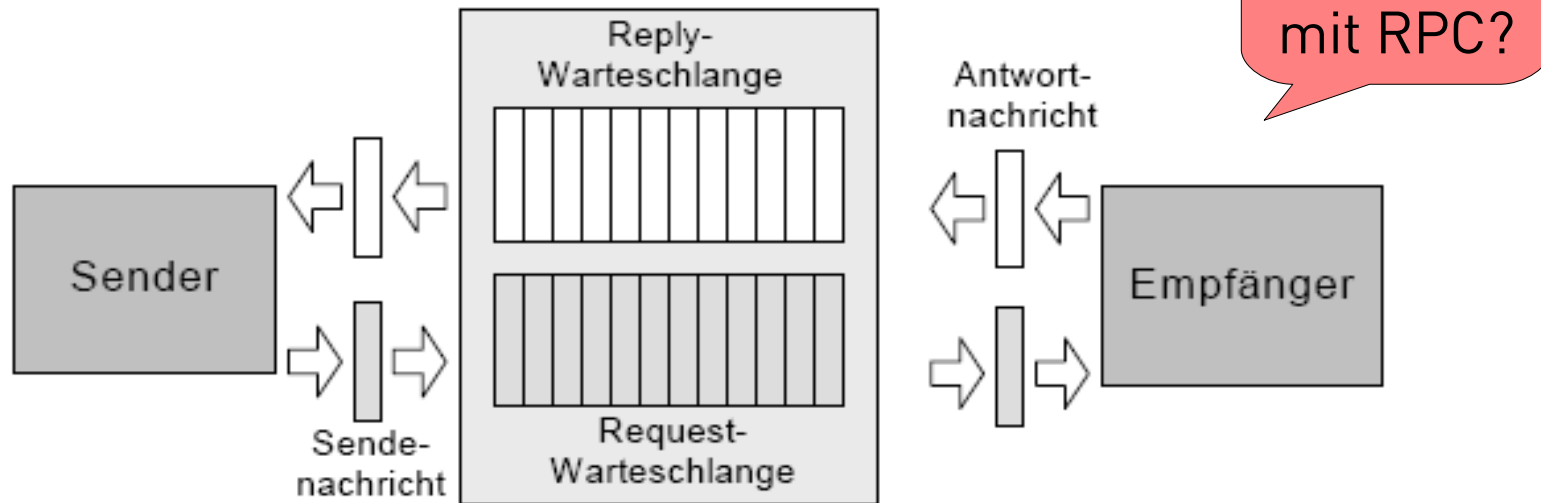 mit RPC?
Reply-
Warteschlange
Antwort-
nachricht
Sender
Empfänger
Sende-
nachricht
Request-
Warteschlange